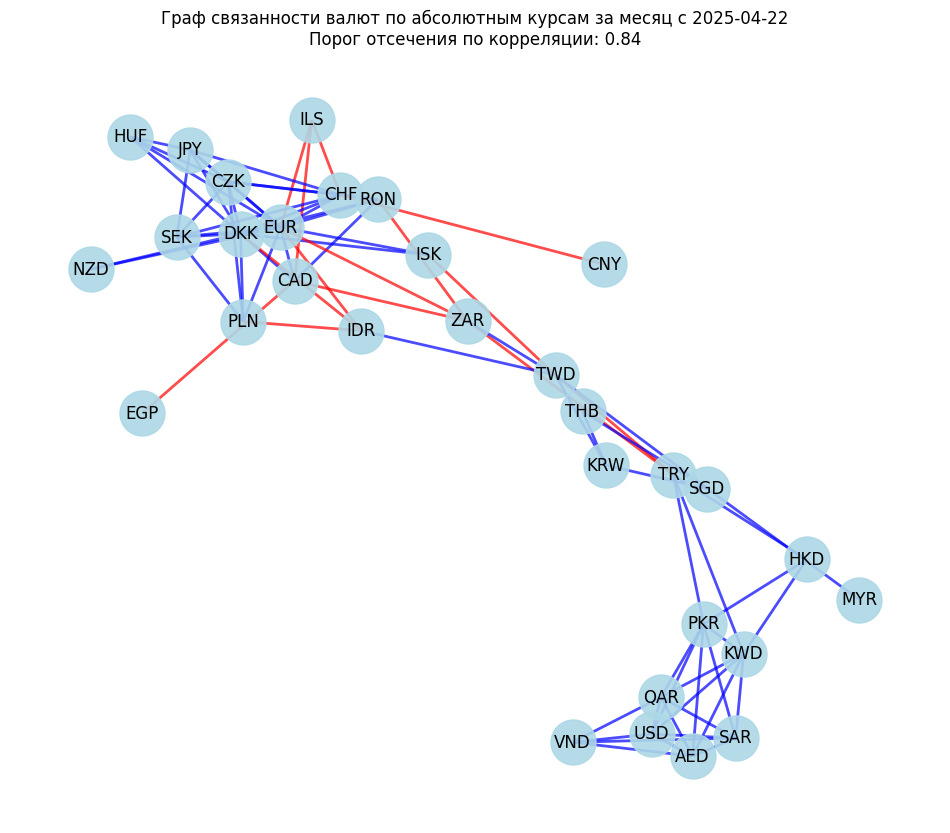 Граф связанности валют по абсолютным курсам за месяц с 2025-04-22
Порог отсечения по корреляции: 0.84
ILS
HUF
JPY
CZK
CHF
RON
EUR
DKK
SEK
ISK
CNY
NZD
CAD
PLN
IDR
ZAR
TWD
THB
EGP
KRW
TRY
SGD
HKD
MYR
PKR
KWD
QAR
USD
SAR
VND
AED